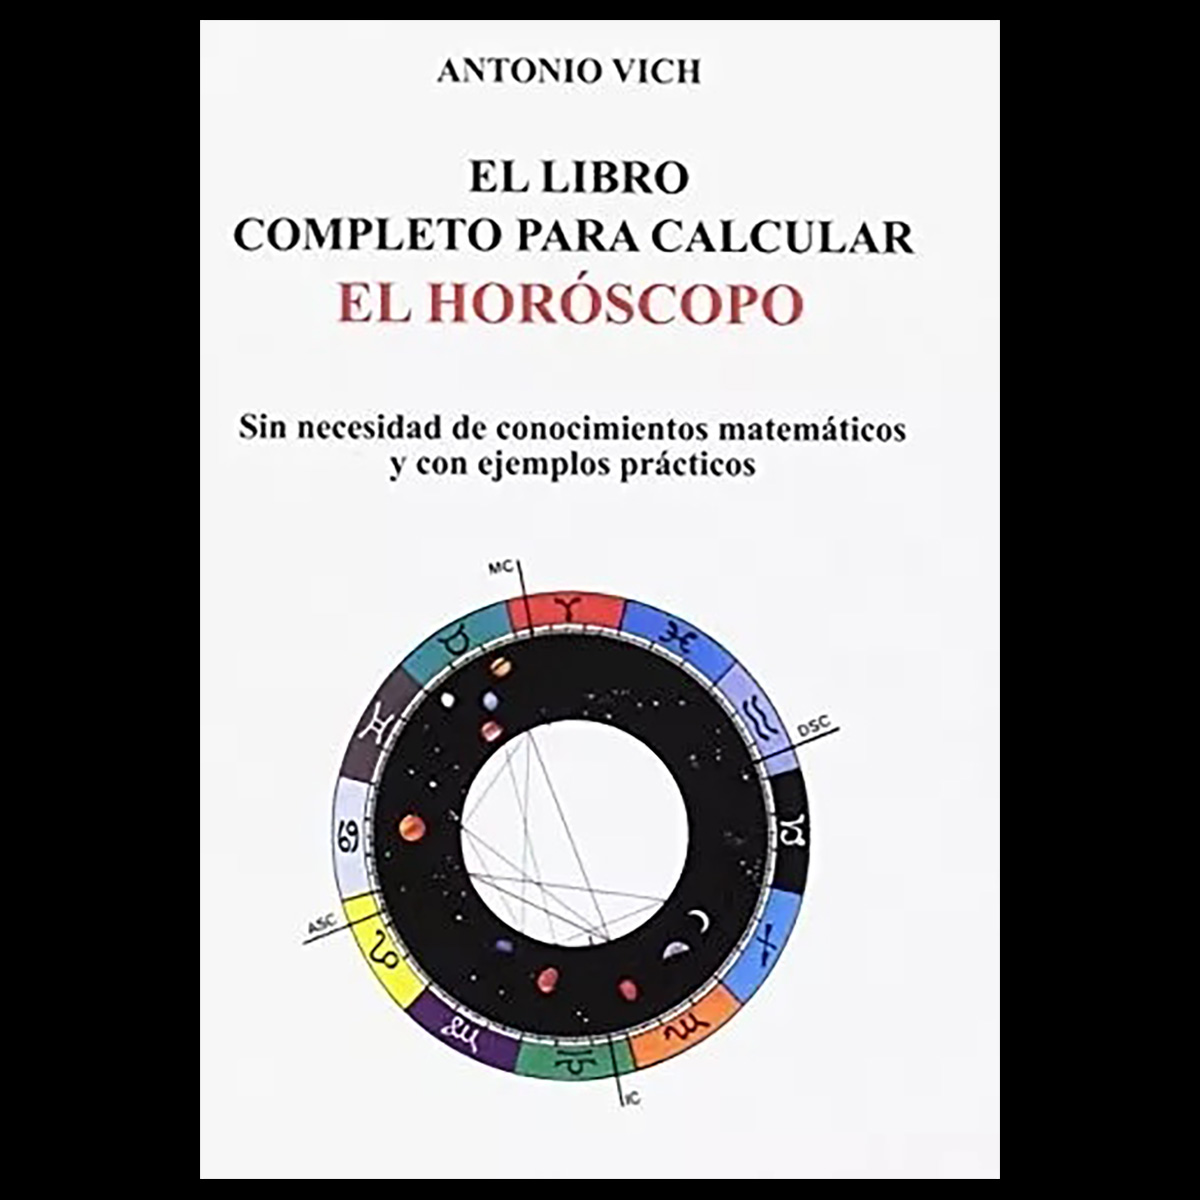 ANTONIO VICH
EL LIBRO
COMPLETO PARA CALCULAR
EL HORÓSCOPO
Sin necesidad de conocimientos matemáticos
y con ejemplos prácticos
MC
DSC
ASC
IC